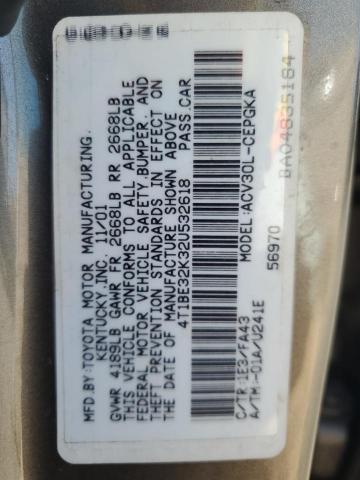 MFD.BY:TOYOTA MOTOR MANUFACTURING.
KENTUCKY,INC. 11/01
GVWR 4189LB GAWR FR 2668LB RR 2668LB
THIS VEHICLE CONFORMS TO ALL APPLICABLE
FEDERAL MOTOR VEHICLE SAFETY,BUMPER, AND
THEFT PREVENTION STANDARDS IN EFFECT ON
THE DATE OF MANUFACTURE SHOWN ABOVE
4T1BE32K32U532618 PASS.CAR
MODEL:ACV30L-CEPGKA
56970
C/TR:1E3/FA43
A/TM:-01A/U241E
BA04835184